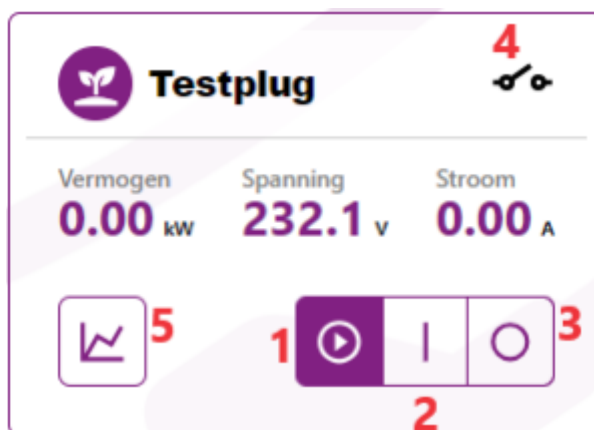 4
Testplug
Vermogen Spanning Stroom
0.00 kW 232.1 V 0.00 A
5 1 3
2